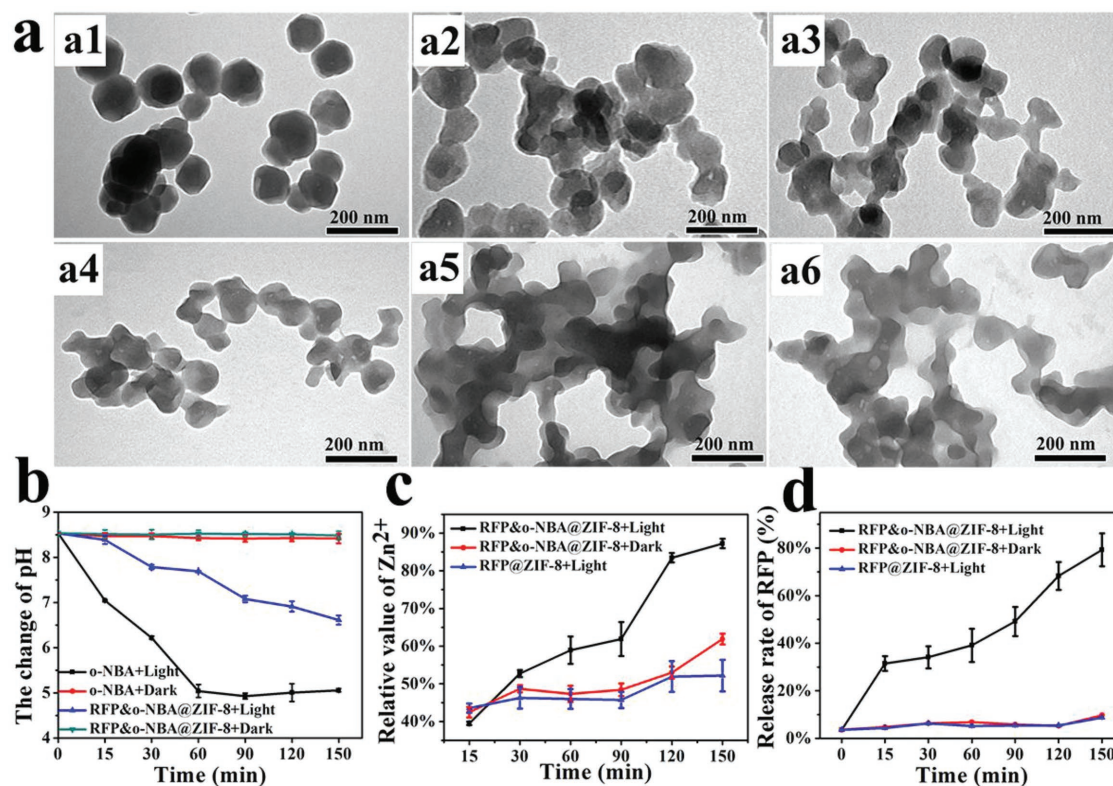 a
a1
200 nm
a2
200 nm
a3
200 nm
a4
200 nm
a5
200 nm
a6
200 nm
b
The change of pH
9
8
7
6
5
4
o-NBA+Light
o-NBA+Dark
RFP&o-NBA@ZIF-8+Light
RFP&o-NBA@ZIF-8+Dark
0 15 30 60 90 120 150
Time (min)
c
Relative value of Zn2+
90%
80%
70%
60%
50%
40%
RFP&o-NBA@ZIF-8+Light
RFP&o-NBA@ZIF-8+Dark
RFP@ZIF-8+Light
15 30 60 90 120 150
Time (min)
d
Release rate of RFP (%)
80%
60%
40%
20%
0%
RFP&o-NBA@ZIF-8+Light
RFP&o-NBA@ZIF-8+Dark
RFP@ZIF-8+Light
0 15 30 60 90 120 150
Time (min)